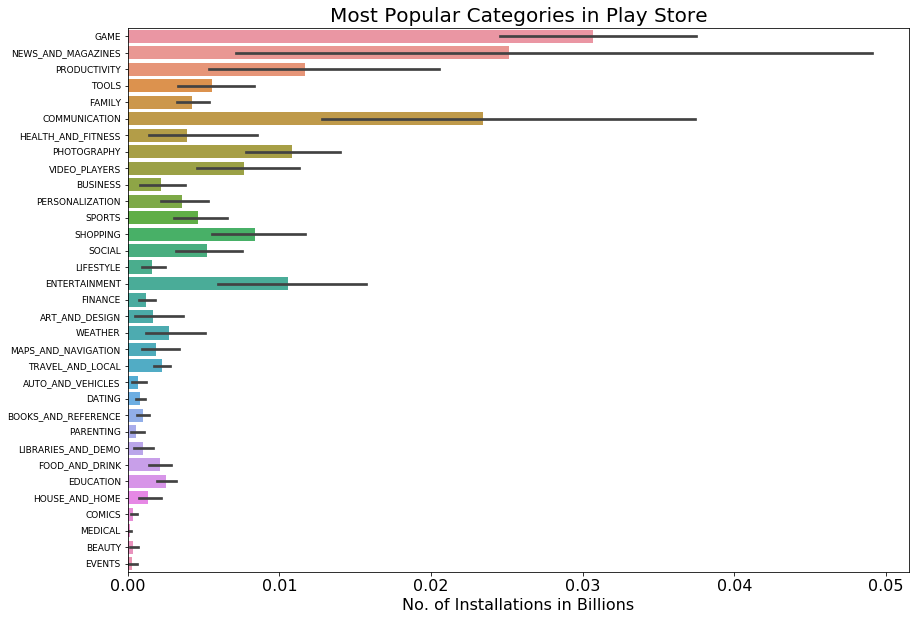 Most Popular Categories in Play Store
GAME
NEWS_AND_MAGAZINES
PRODUCTIVITY
TOOLS
FAMILY
COMMUNICATION
HEALTH_AND_FITNESS
PHOTOGRAPHY
VIDEO_PLAYERS
BUSINESS
PERSONALIZATION
SPORTS
SHOPPING
SOCIAL
LIFESTYLE
ENTERTAINMENT
FINANCE
ART_AND_DESIGN
WEATHER
MAPS_AND_NAVIGATION
TRAVEL_AND_LOCAL
AUTO_AND_VEHICLES
DATING
BOOKS_AND_REFERENCE
PARENTING
LIBRARIES_AND_DEMO
FOOD_AND_DRINK
EDUCATION
HOUSE_AND_HOME
COMICS
MEDICAL
BEAUTY
EVENTS
0.00 0.01 0.02 0.03 0.04 0.05
No. of Installations in Billions